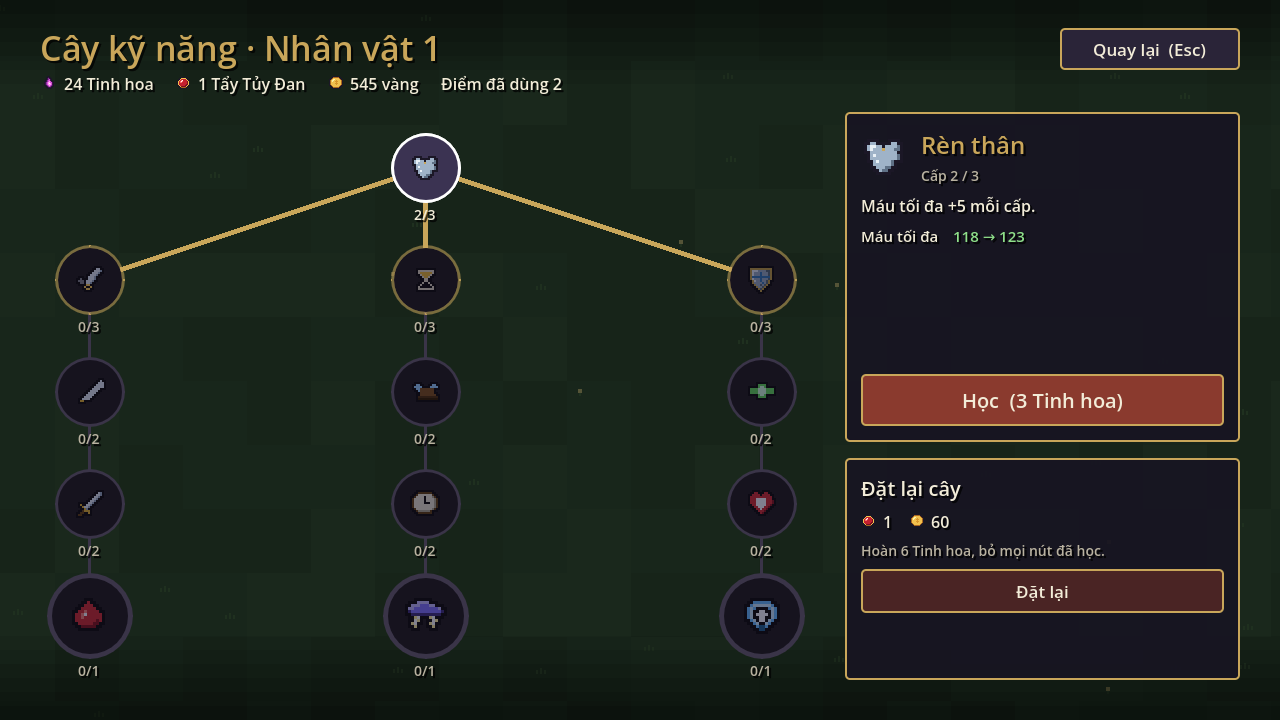 Cây kỹ năng · Nhân vật 1
Quay lại (Esc)
24 Tinh hoa 1 Tẩy Tủy Đan 545 vàng Điểm đã dùng 2
2/3
0/3 0/3 0/3
0/2 0/2 0/2
0/2 0/2 0/2
0/1 0/1 0/1
Rèn thân
Cấp 2 / 3
Máu tối đa +5 mỗi cấp.
Máu tối đa 118 → 123
Học (3 Tinh hoa)
Đặt lại cây
1 60
Hoàn 6 Tinh hoa, bỏ mọi nút đã học.
Đặt lại